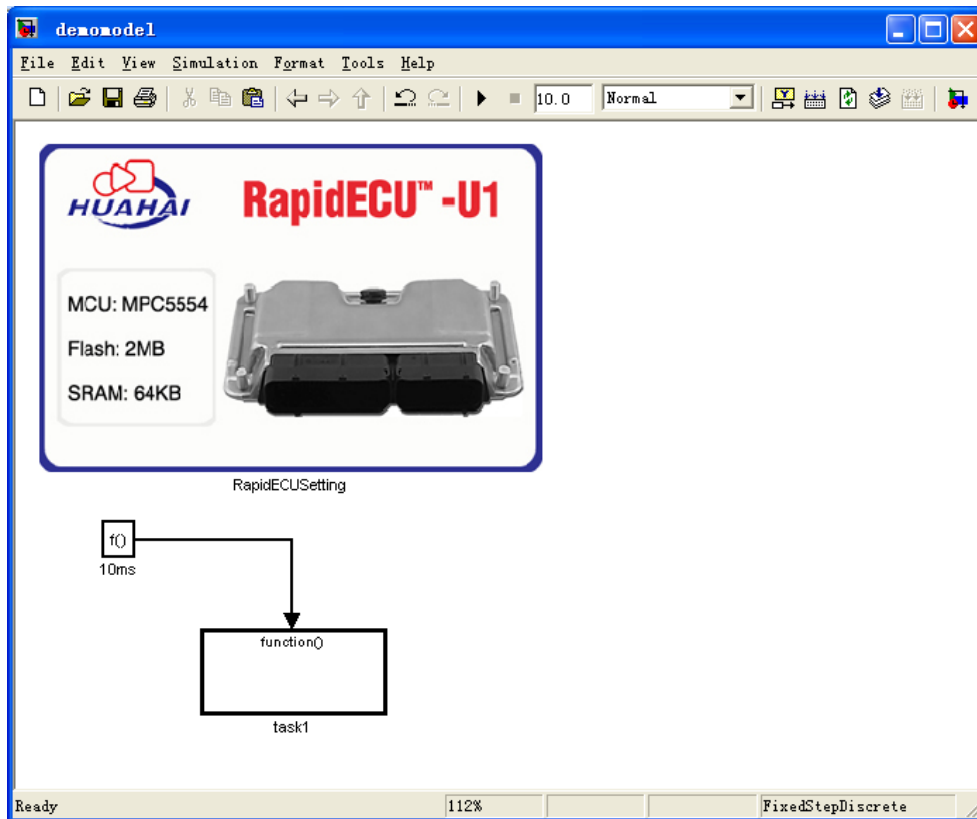 demomodel
File Edit View Simulation Format Tools Help
10.0 Normal
HUAHAI
RapidECU™-U1
MCU: MPC5554
Flash: 2MB
SRAM: 64KB
RapidECUSetting
f()
10ms
function()
task1
Ready 112% FixedStepDiscrete